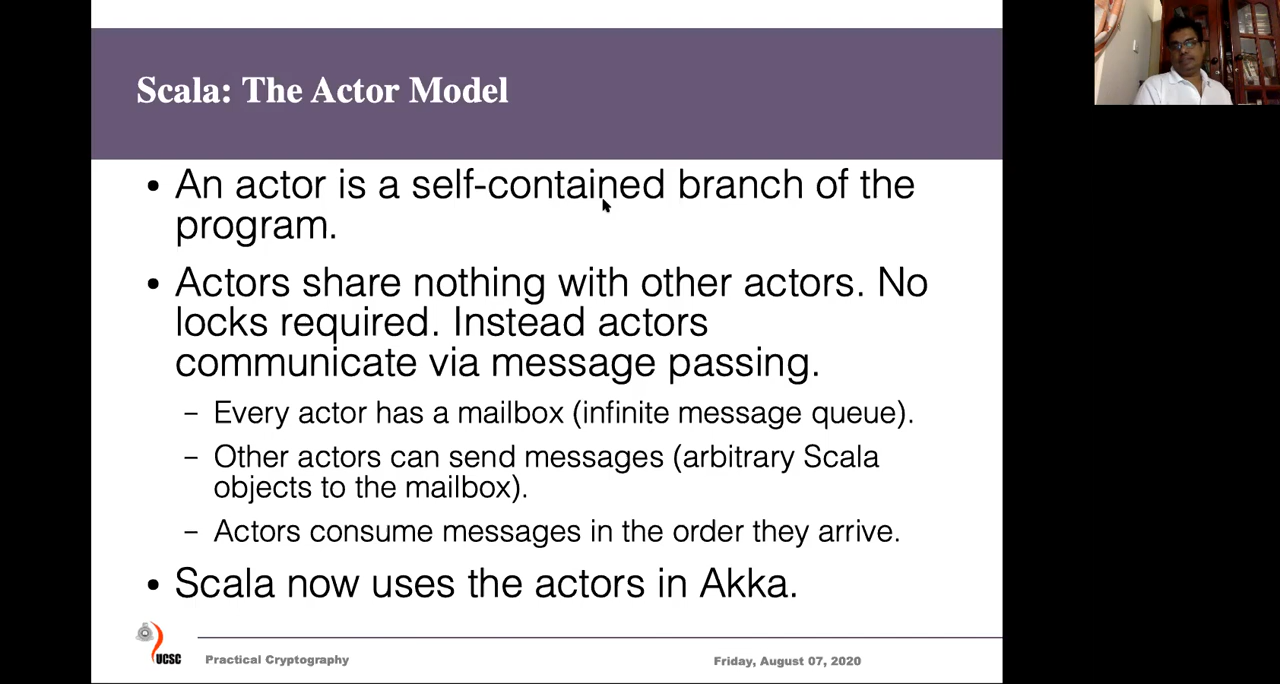 Scala: The Actor Model
• An actor is a self-contained branch of the
program.
• Actors share nothing with other actors. No
locks required. Instead actors
communicate via message passing.
– Every actor has a mailbox (infinite message queue).
– Other actors can send messages (arbitrary Scala
objects to the mailbox).
– Actors consume messages in the order they arrive.
• Scala now uses the actors in Akka.
UCSC
Practical Cryptography
Friday, August 07, 2020